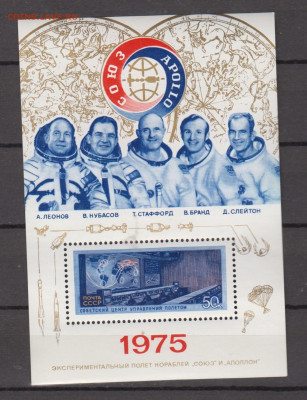 СОЮЗ
APOLLO
А. ЛЕОНОВ В. КУБАСОВ Т. СТАФФОРД В. БРАНД Д. СЛЕЙТОН
ПОЧТА
СССР
50
СОВЕТСКИЙ ЦЕНТР УПРАВЛЕНИЯ ПОЛЕТОМ
1975
ЭКСПЕРИМЕНТАЛЬНЫЙ ПОЛЕТ КОРАБЛЕЙ „СОЮЗ" И „АПОЛЛОН"